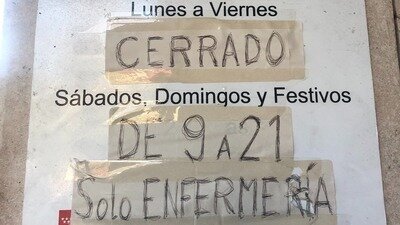 Lunes a Viernes
CERRADO
Sábados, Domingos y Festivos
DE 9 A 21
Solo ENFERMERÍA